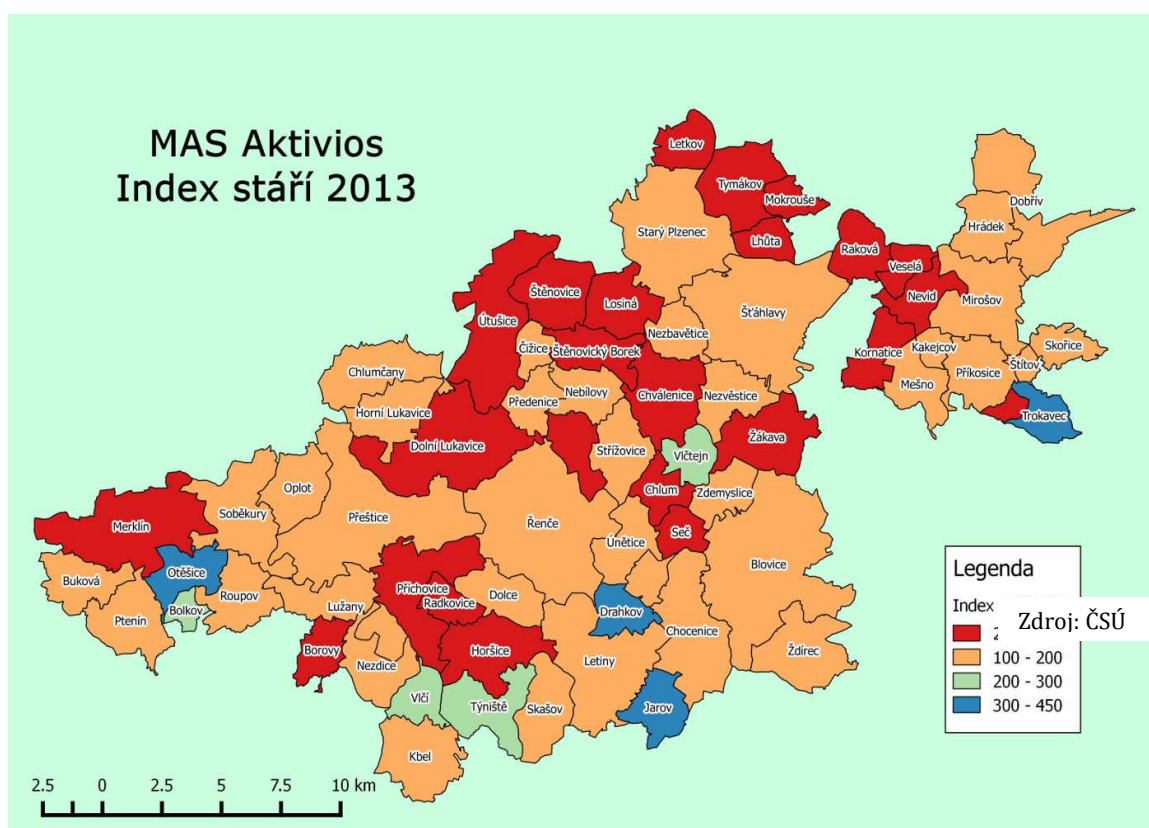 MAS Aktivios
Index stáří 2013
Letkov
Tymákov
Mokrouše
Dobřív
Starý Plzenec
Hrádek
Lhůta
Raková
Veselá
Štěnovice
Losiná
Nevid
Mirošov
Útušice
Šťáhlavy
Nezbavětice
Čižice
Štěnovický Borek
Kornatice
Kakejcov
Skořice
Chlumčany
Štítov
Příkosice
Mešno
Nebílovy
Chválenice
Nezvěstice
Předenice
Horní Lukavice
Trokavec
Žákava
Dolní Lukavice
Střížovice
Vlčtejn
Oplot
Chlum
Zdemyslice
Soběkury
Přeštice
Řenče
Merklín
Seč
Únětice
Blovice
Otěšice
Buková
Příchovice
Roupov
Dolce
Radkovice
Lužany
Bolkov
Drahkov
Ptenín
Chocenice
Borovy
Horšice
Ždírec
Letiny
Nezdice
Vlčí
Týniště
Skašov
Jarov
Kbel
Legenda
Index
Zdroj: ČSÚ
100 - 200
200 - 300
300 - 450
2.5 0 2.5 5 7.5 10 km